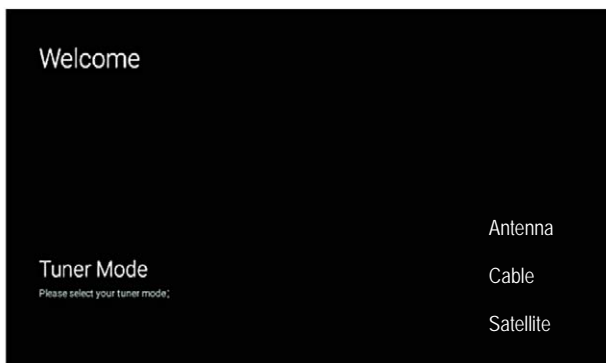 Welcome
Tuner Mode
Please select your tuner mode;
Antenna
Cable
Satellite